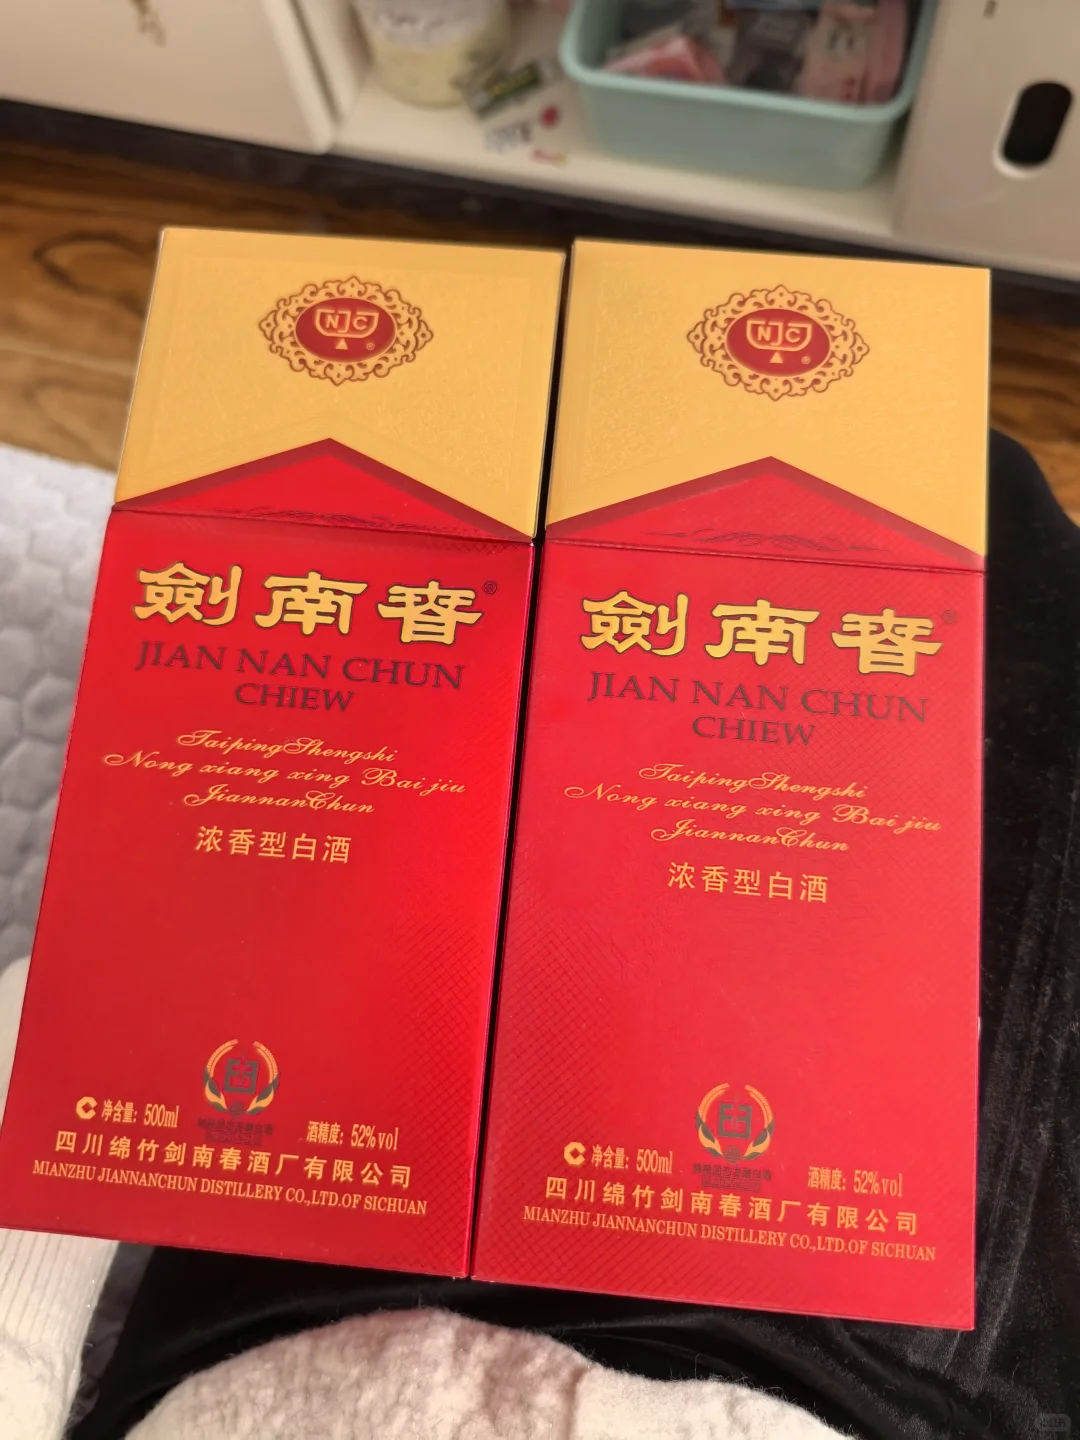 NJC
®
劍南春®
JIAN NAN CHUN
CHIEW
TaipingShengshi
Nong xiang xing Bai jiu
JiannanChun
浓香型白酒
净含量：500ml
酒精度：52%vol
四川绵竹剑南春酒厂有限公司
MIANZHU JIANNANCHUN DISTILLERY CO.,LTD.OF SICHUAN
NJC
®
劍南春®
JIAN NAN CHUN
CHIEW
TaipingShengshi
Nong xiang xing Bai jiu
JiannanChun
浓香型白酒
净含量：500ml
酒精度：52%vol
四川绵竹剑南春酒厂有限公司
MIANZHU JIANNANCHUN DISTILLERY CO.,LTD.OF SICHUAN